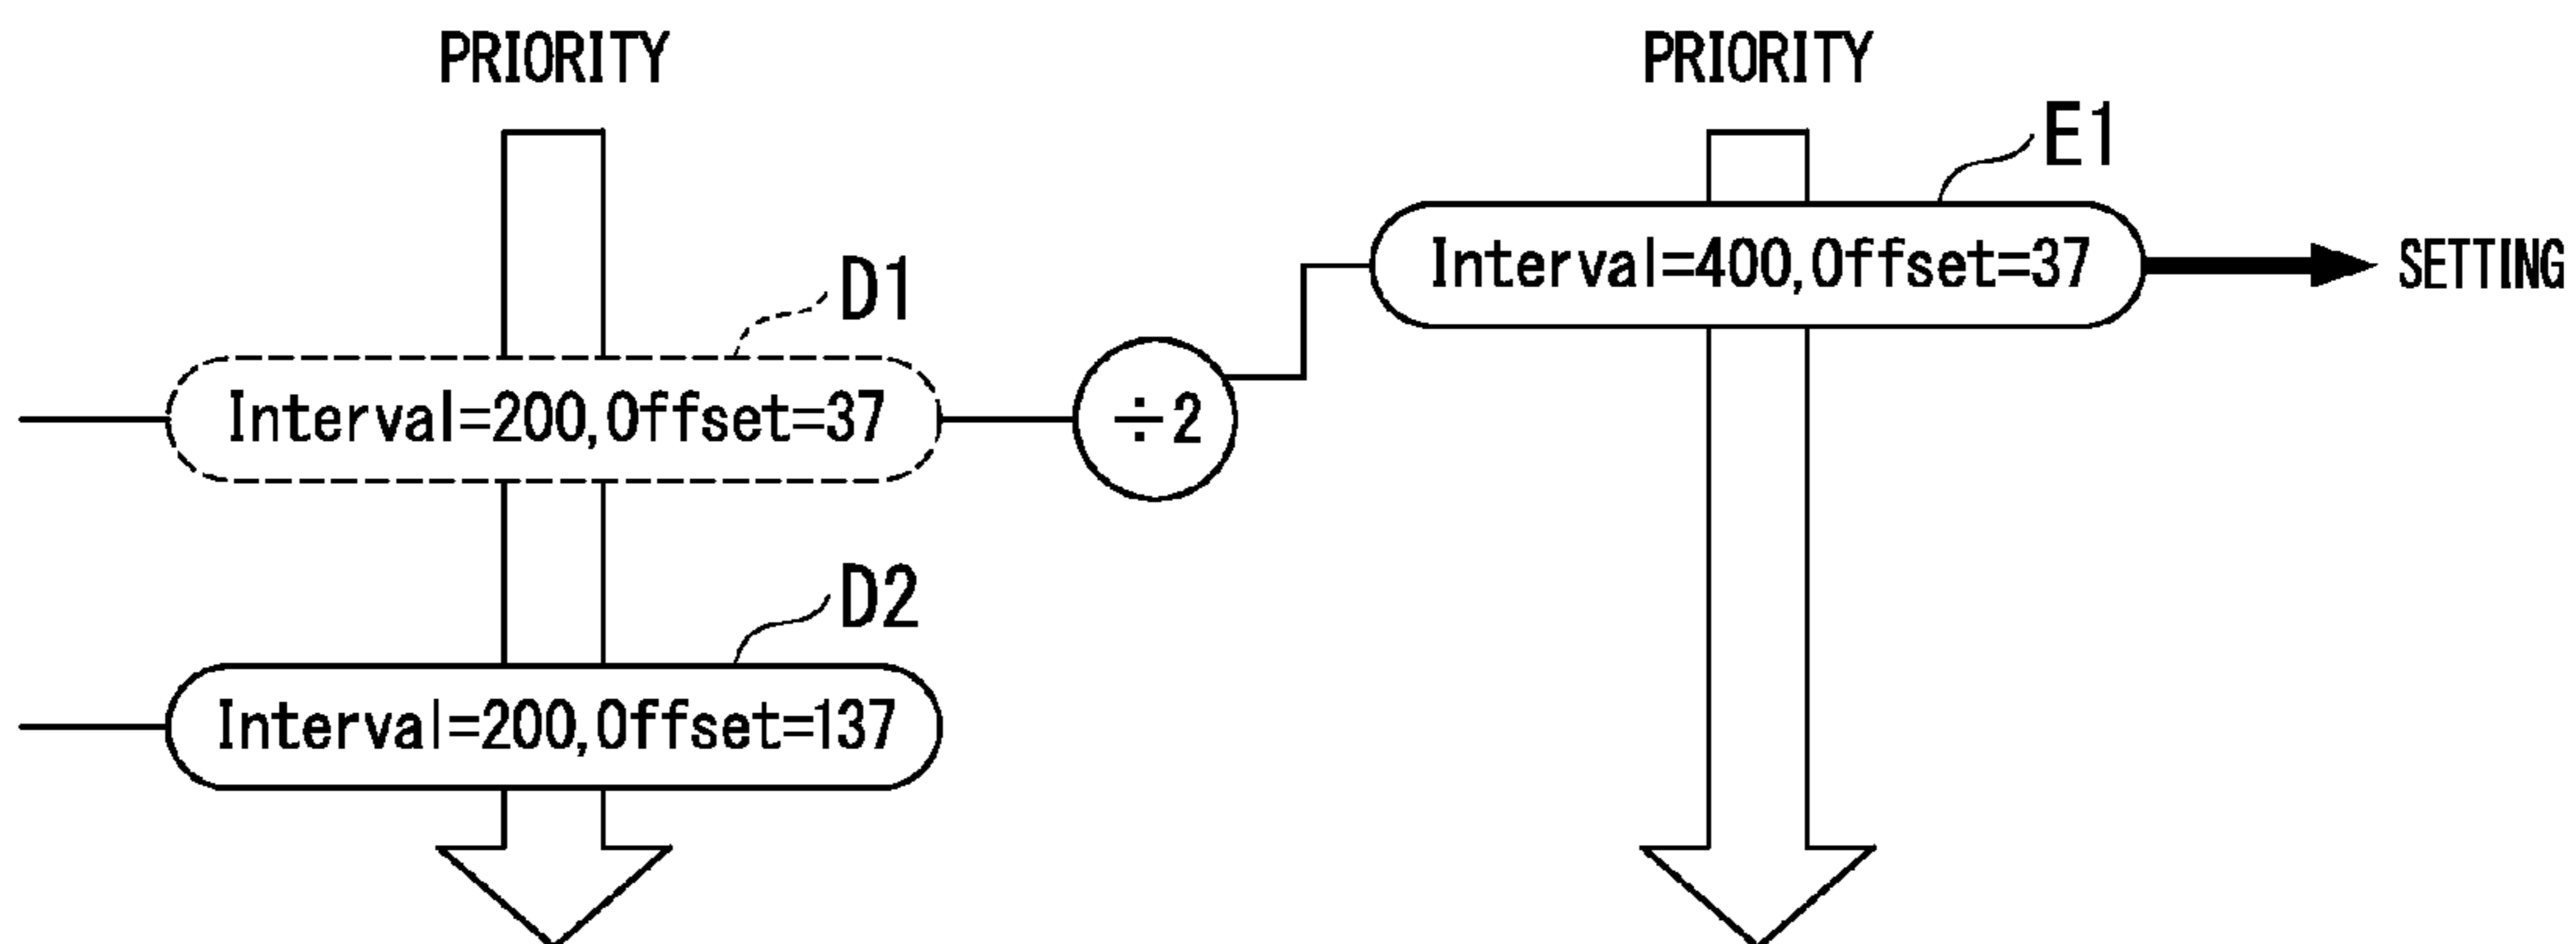 PRIORITY
PRIORITY
E1
Interval=400,Offset=37
SETTING
D1
Interval=200,Offset=37
÷2
D2
Interval=200,Offset=137